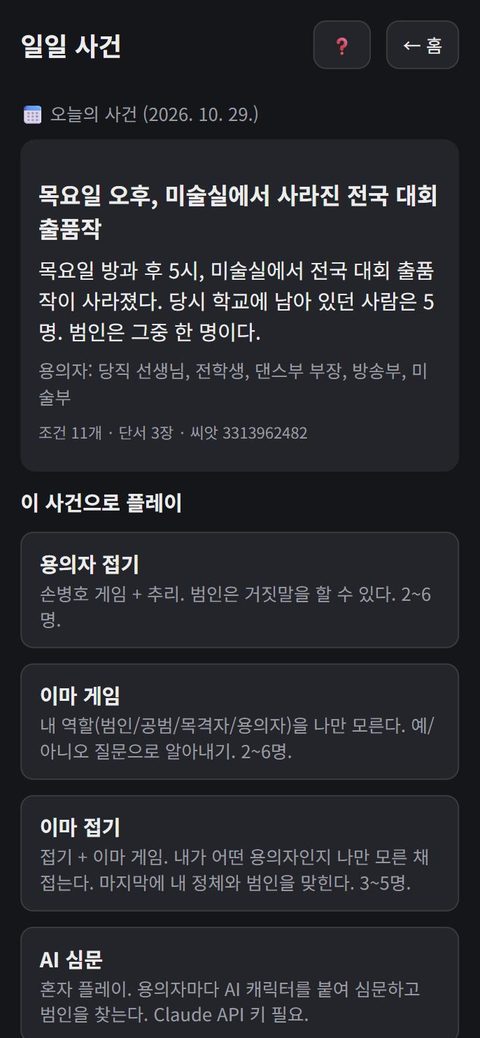 일일 사건
❓
← 홈
📅 오늘의 사건 (2026. 10. 29.)
목요일 오후, 미술실에서 사라진 전국 대회
출품작
목요일 방과 후 5시, 미술실에서 전국 대회 출품
작이 사라졌다. 당시 학교에 남아 있던 사람은 5
명. 범인은 그중 한 명이다.
용의자: 당직 선생님, 전학생, 댄스부 부장, 방송부, 미
술부
조건 11개 · 단서 3장 · 씨앗 3313962482
이 사건으로 플레이
용의자 접기
손병호 게임 + 추리. 범인은 거짓말을 할 수 있다. 2~6
명.
이마 게임
내 역할(범인/공범/목격자/용의자)을 나만 모른다. 예/
아니오 질문으로 알아내기. 2~6명.
이마 접기
접기 + 이마 게임. 내가 어떤 용의자인지 나만 모른 채
접는다. 마지막에 내 정체와 범인을 맞힌다. 3~5명.
AI 심문
혼자 플레이. 용의자마다 AI 캐릭터를 붙여 심문하고
범인을 찾는다. Claude API 키 필요.